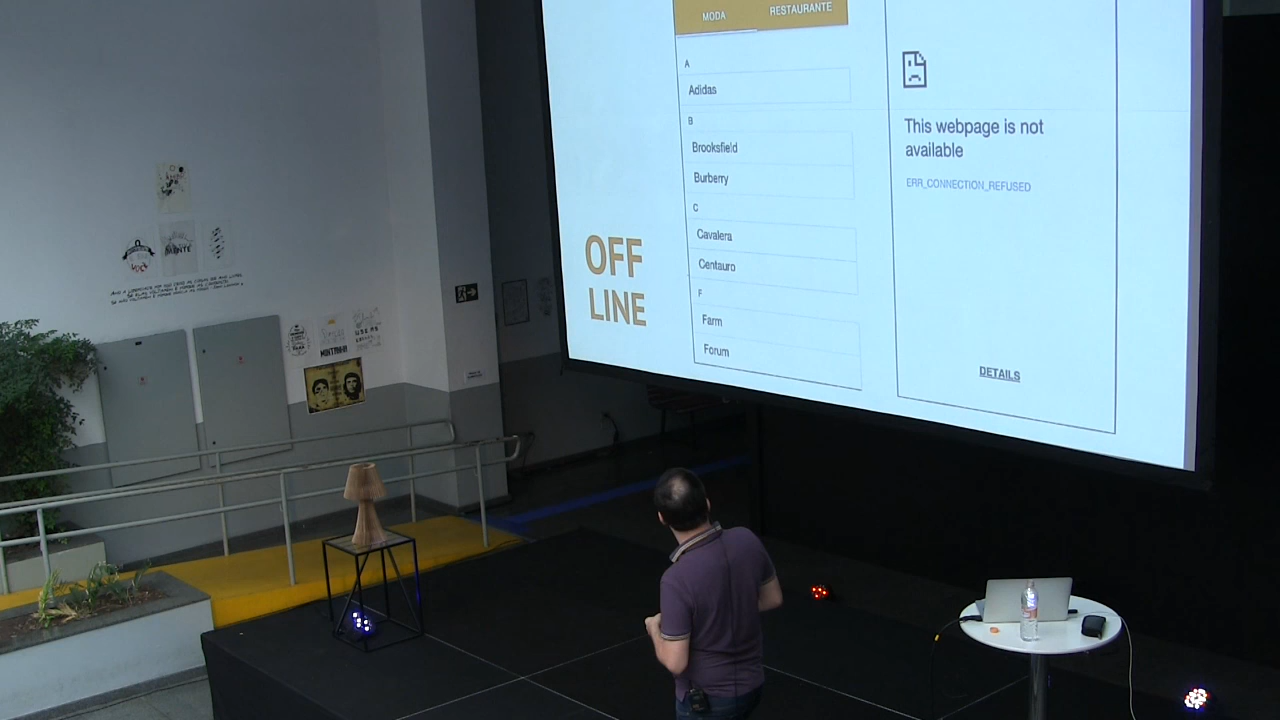 MODA
RESTAURANTE
A
Adidas
B
Brooksfield
Burberry
C
Cavalera
Centauro
F
Farm
Forum
OFF
LINE
This webpage is not
available
ERR_CONNECTION_REFUSED
DETAILS